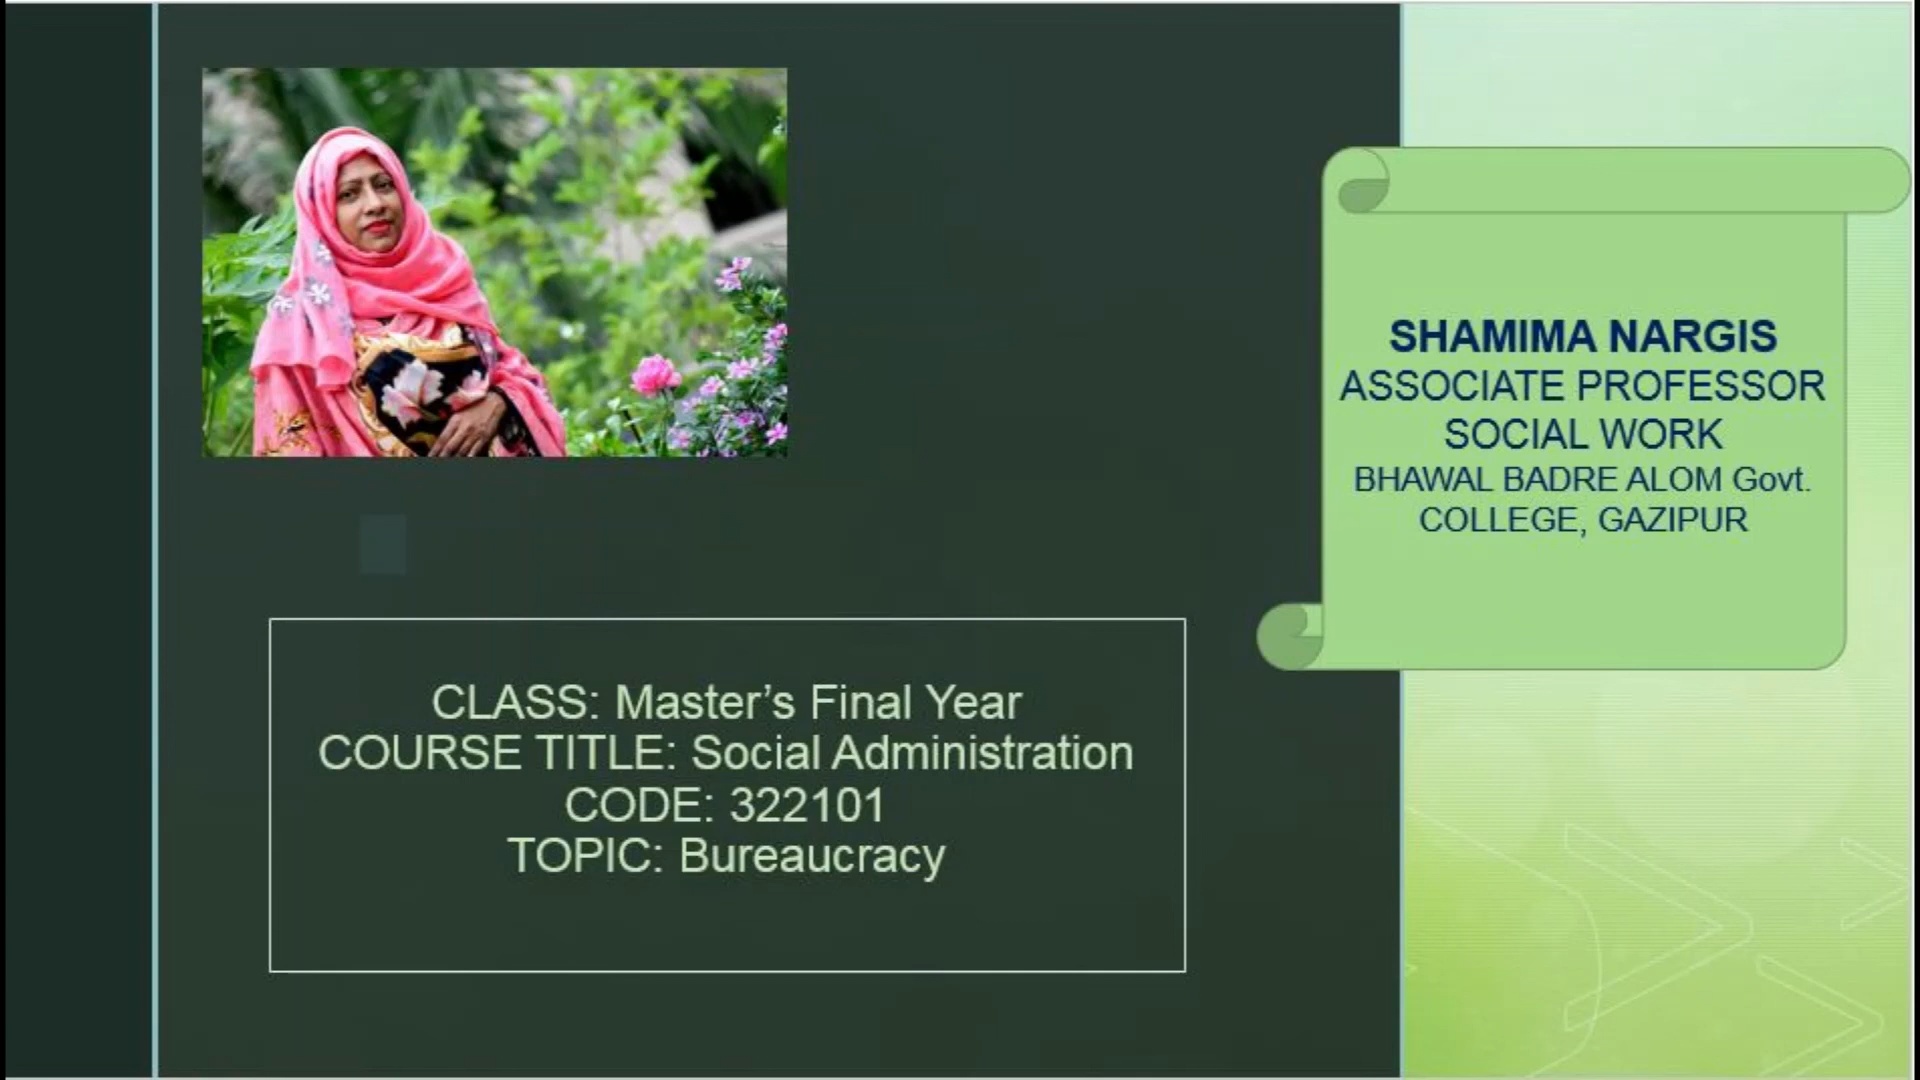 SHAMIMA NARGIS
ASSOCIATE PROFESSOR
SOCIAL WORK
BHAWAL BADRE ALOM Govt.
COLLEGE, GAZIPUR
CLASS: Master’s Final Year
COURSE TITLE: Social Administration
CODE: 322101
TOPIC: Bureaucracy